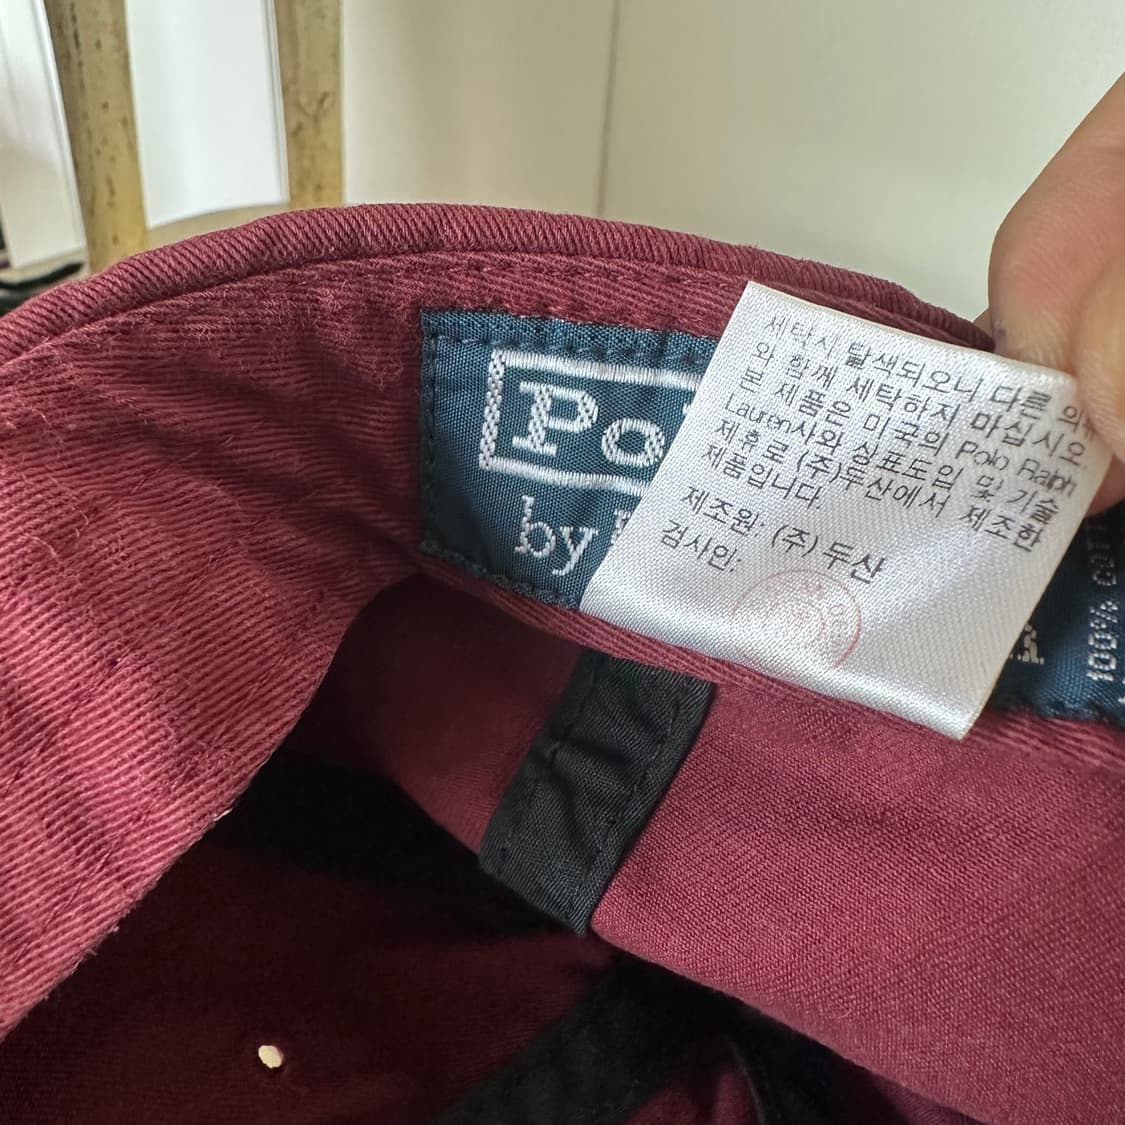 Po
by
세탁시 탈색되오니 다른 의류
와 함께 세탁하지 마십시오.
본 제품은 미국의 Polo Ralph
Lauren사와 상표도입 및 기술
제휴로 (주)두산에서 제조한
제품입니다.
제조원: (주)두산
검사인:
100%